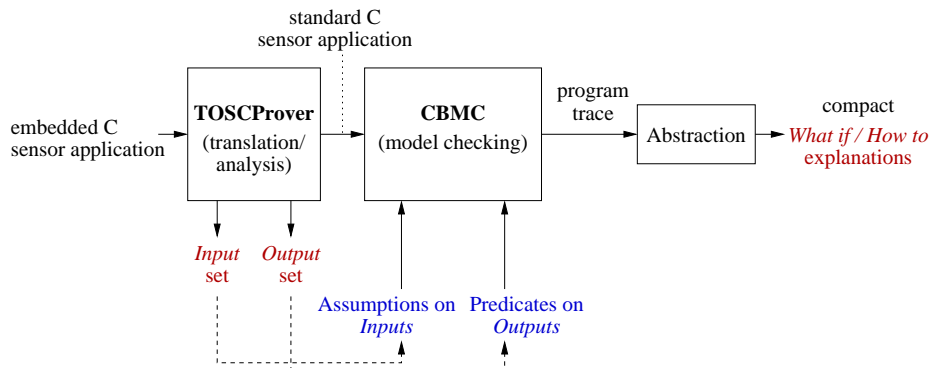 standard C
sensor application
embedded C
sensor application
TOSCProver
(translation/
analysis)
CBMC
(model checking)
program
trace
Abstraction
compact
What if / How to
explanations
Input
set
Output
set
Assumptions on
Inputs
Predicates on
Outputs